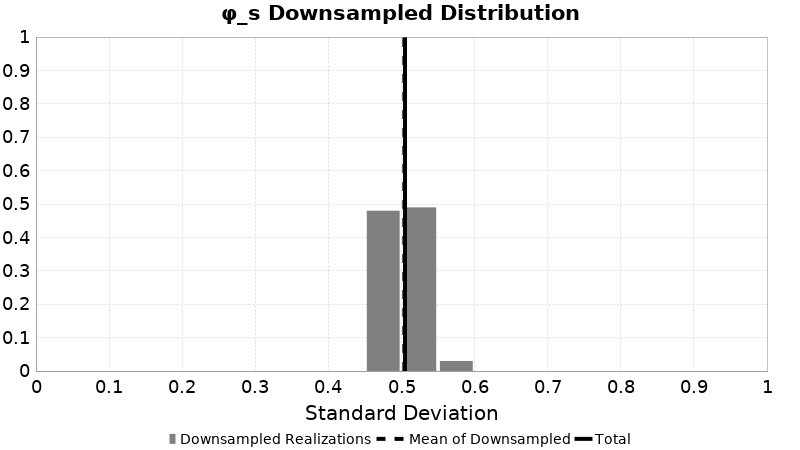 φ_s Downsampled Distribution
1
0.9
0.8
0.7
0.6
0.5
0.4
0.3
0.2
0.1
0
0 0.1 0.2 0.3 0.4 0.5 0.6 0.7 0.8 0.9 1
Standard Deviation
Downsampled Realizations Mean of Downsampled Total